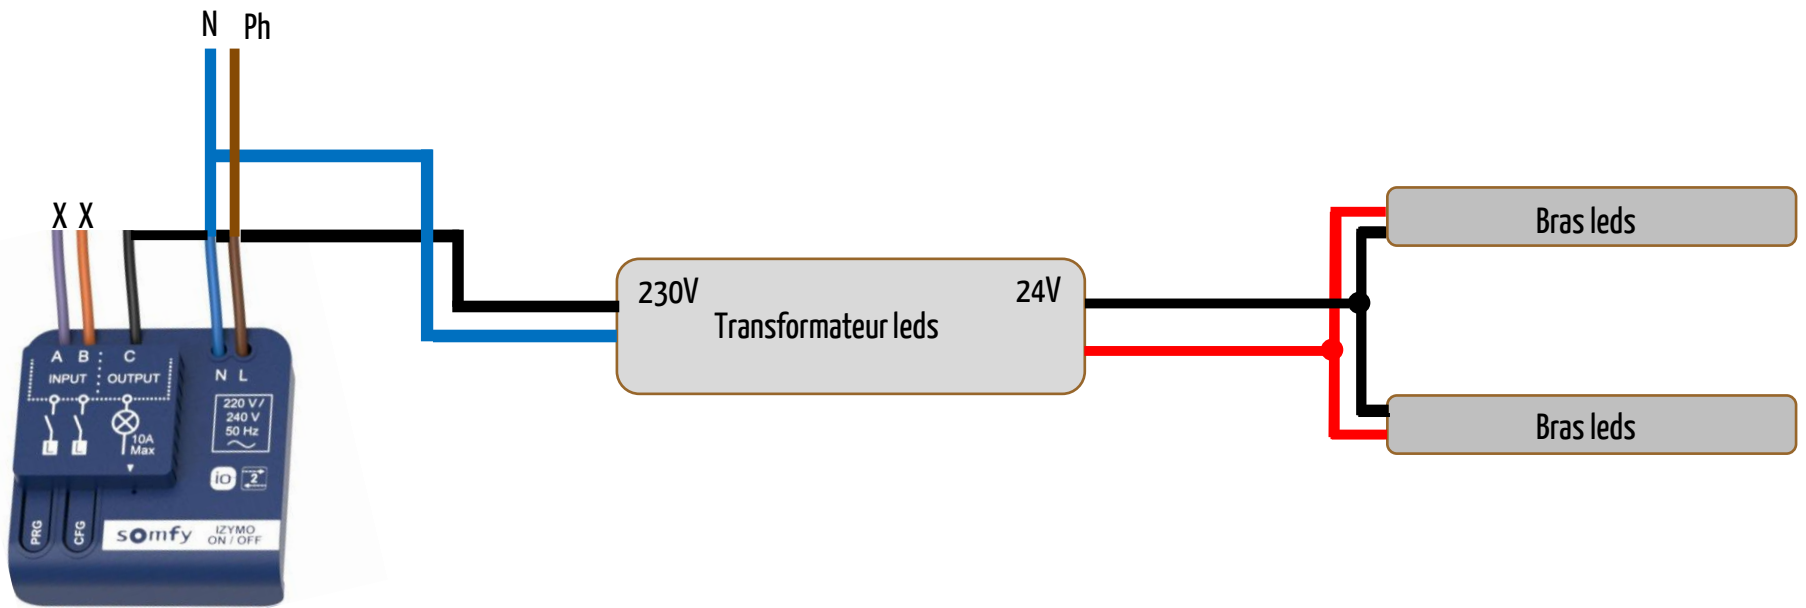 N Ph
X X
230V
24V
Transformateur leds
Bras leds
Bras leds
A B C
INPUT OUTPUT
N L
220 V/
240 V
50 Hz
L L
10A
Max
io 2
PRG
CFG
somfy
IZYMO
ON / OFF